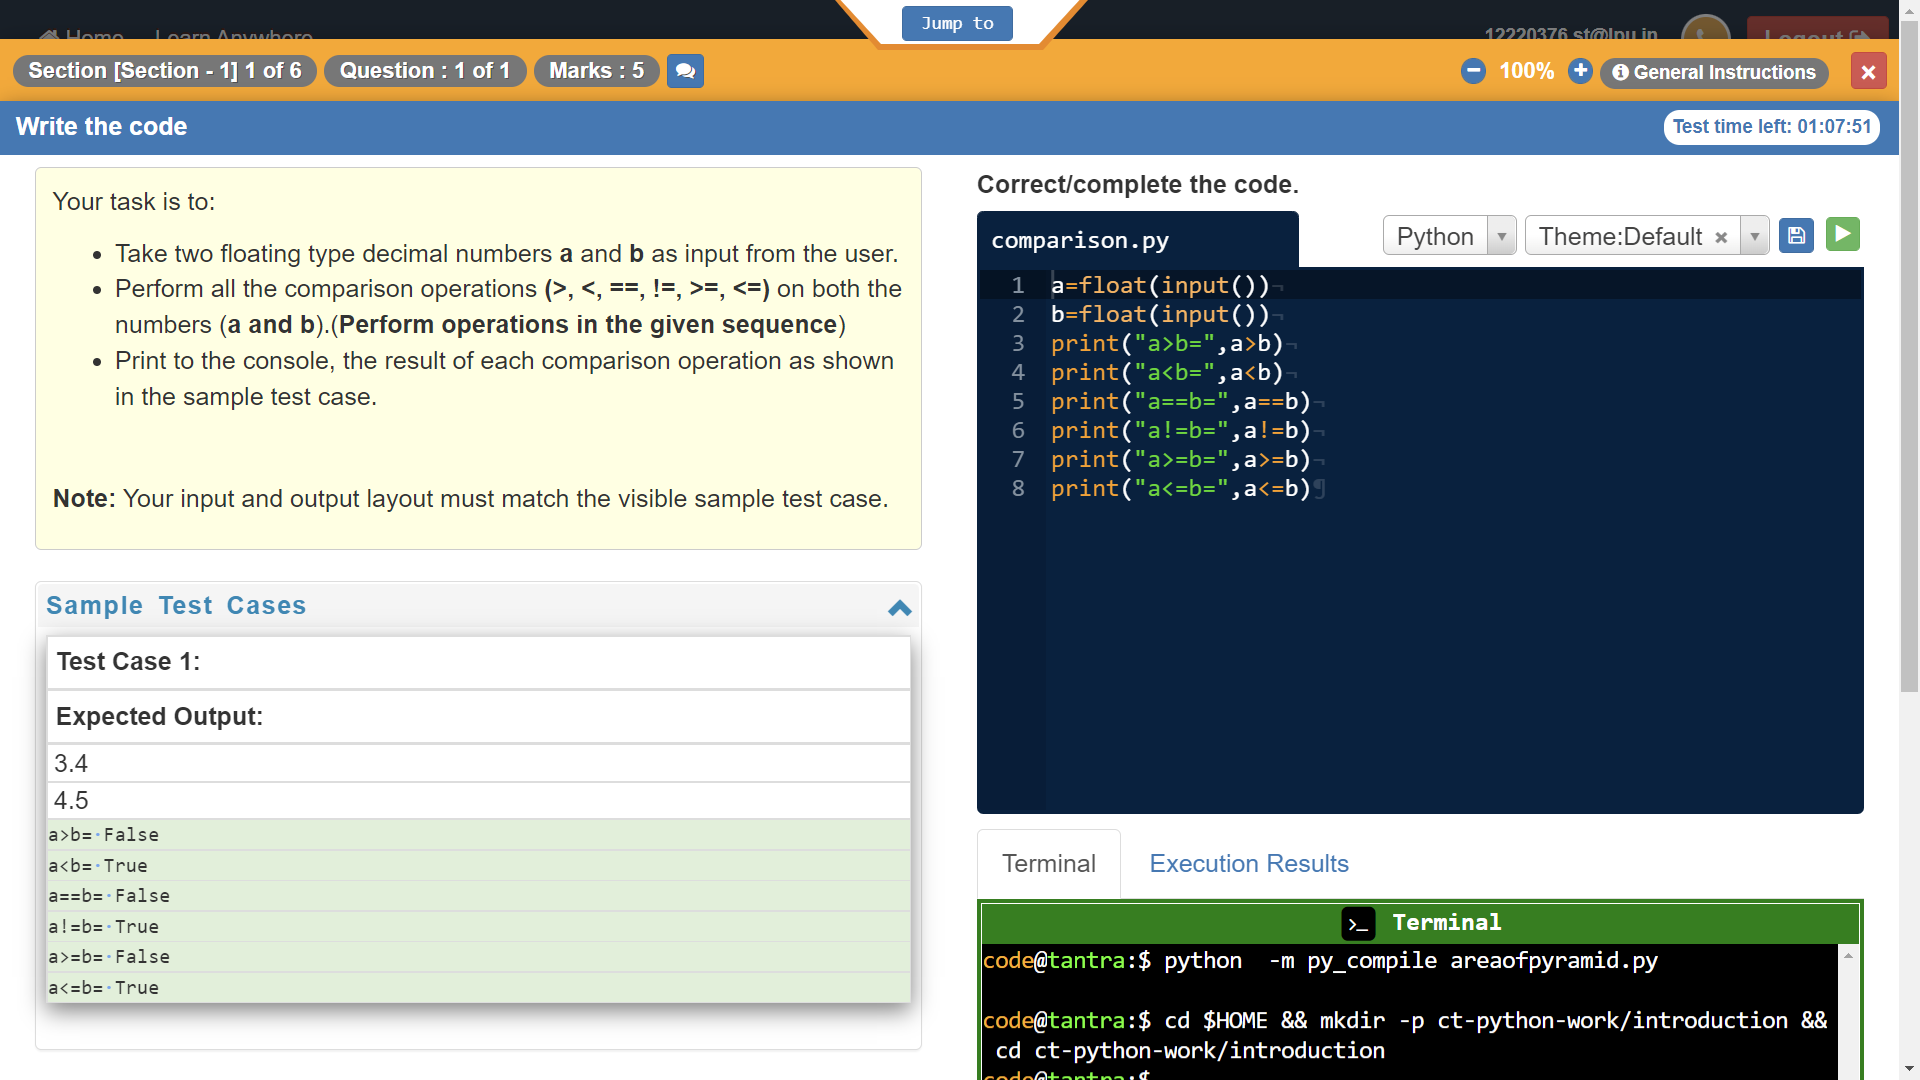 Home Learn Anywhere
Jump to
12220376.st@lpu.in
Logout
Section [Section - 1] 1 of 6
Question : 1 of 1
Marks : 5
100%
General Instructions
Write the code
Test time left: 01:07:51
Your task is to:
Take two floating type decimal numbers a and b as input from the user.
Perform all the comparison operations (>, <, ==, !=, >=, <=) on both the
numbers (a and b).(Perform operations in the given sequence)
Print to the console, the result of each comparison operation as shown
in the sample test case.
Note: Your input and output layout must match the visible sample test case.
Sample Test Cases
Test Case 1:
Expected Output:
3.4
4.5
a>b=·False
a<b=·True
a==b=·False
a!=b=·True
a>=b=·False
a<=b=·True
Correct/complete the code.
comparison.py
Python
Theme:Default ×
1 a=float(input())¬
2 b=float(input())¬
3 print("a>b=",a>b)¬
4 print("a<b=",a<b)¬
5 print("a==b=",a==b)¬
6 print("a!=b=",a!=b)¬
7 print("a>=b=",a>=b)¬
8 print("a<=b=",a<=b)¶
Terminal
Execution Results
>_ Terminal
code@tantra:$ python  -m py_compile areaofpyramid.py
code@tantra:$ cd $HOME && mkdir -p ct-python-work/introduction &&
cd ct-python-work/introduction
code@tantra:$